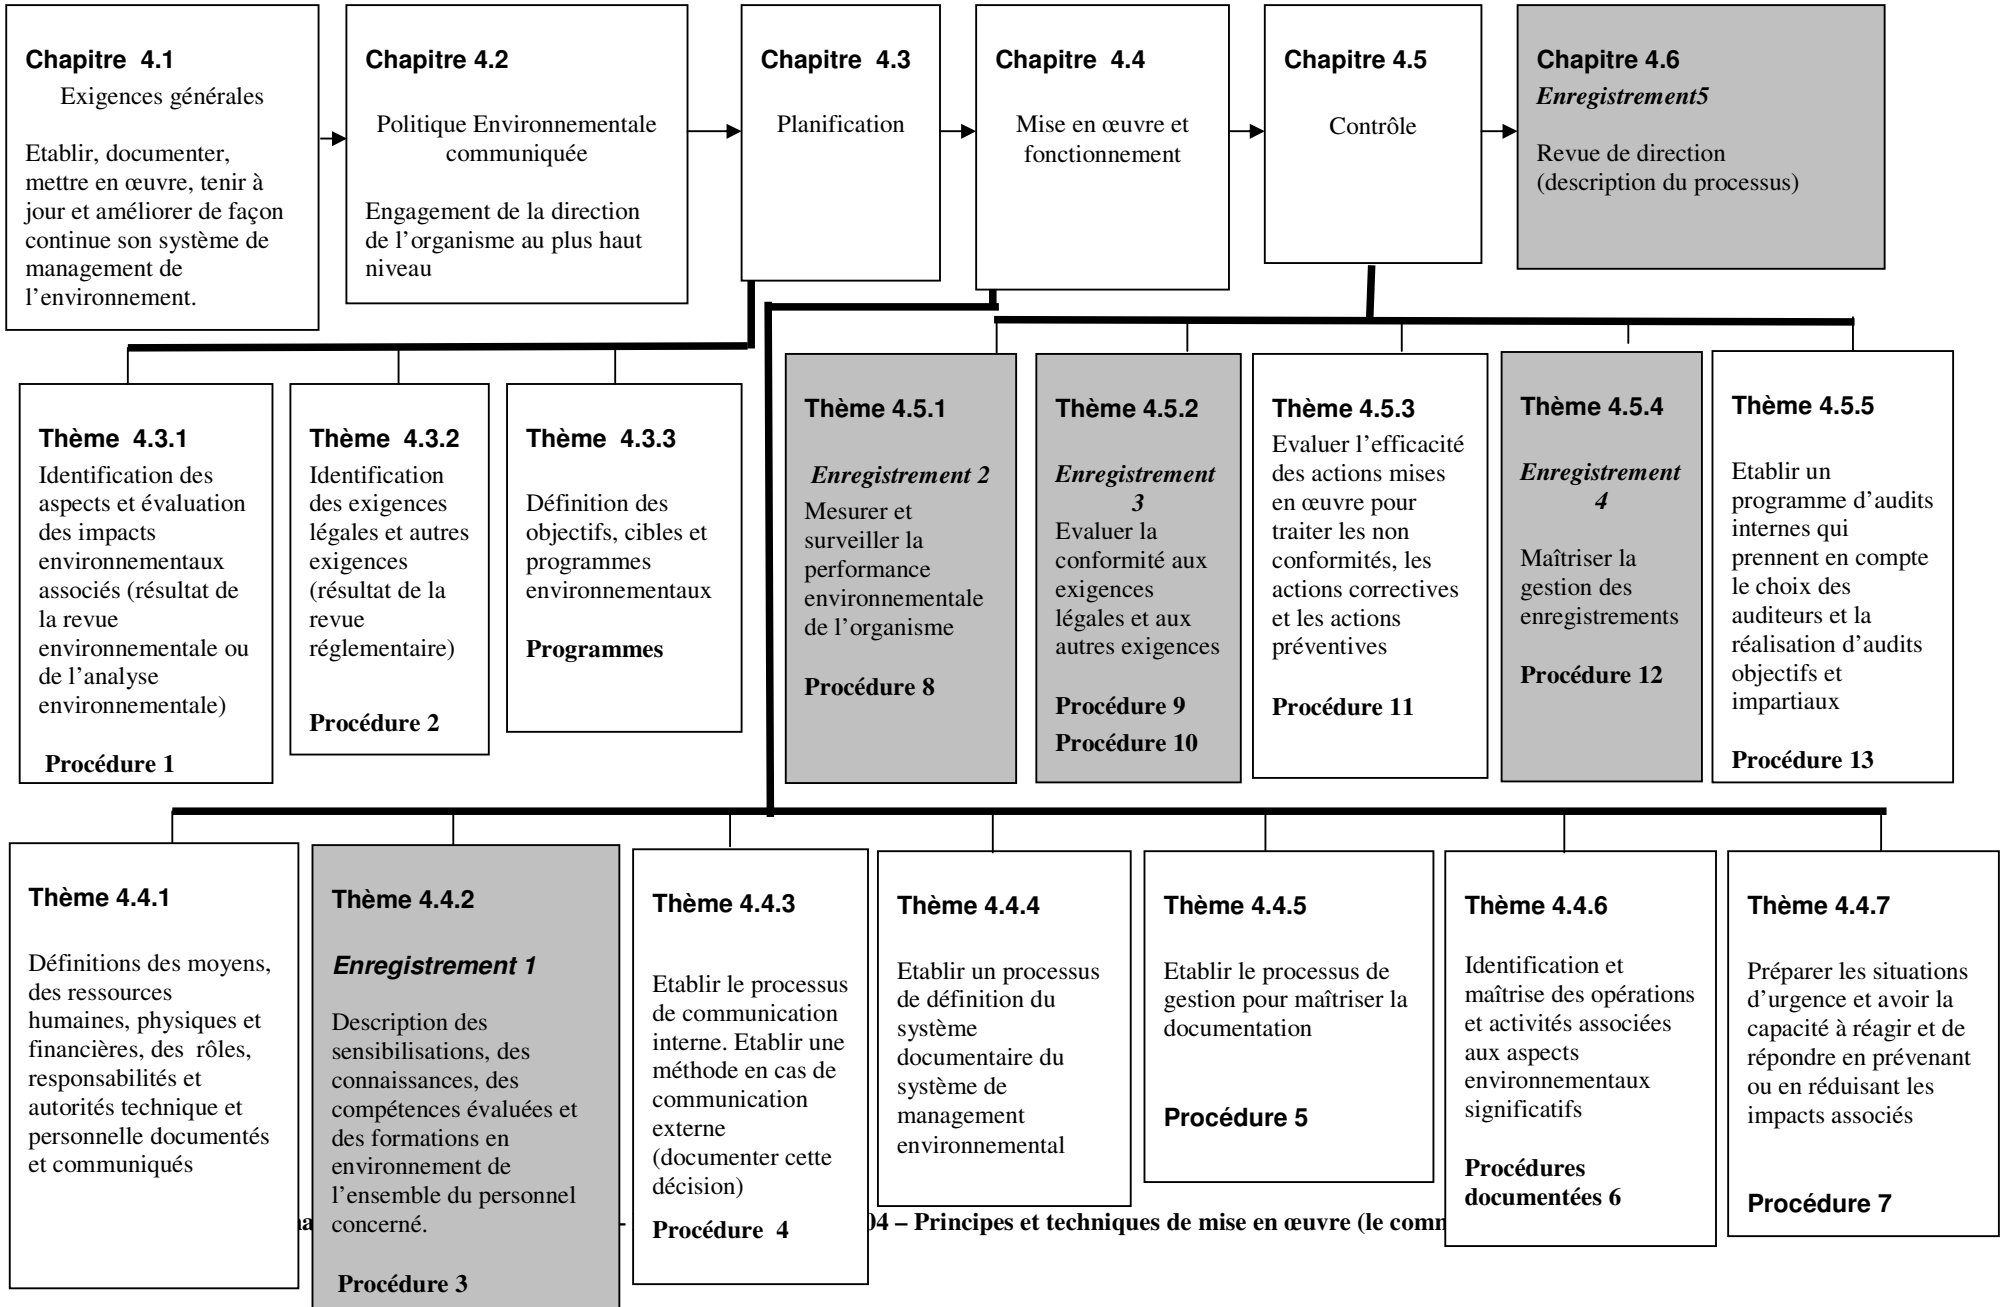 Chapitre 4.1
Exigences générales
Etablir, documenter,
mettre en œuvre, tenir à
jour et améliorer de façon
continue son système de
management de
l’environnement.
Chapitre 4.2
Politique Environnementale
communiquée
Engagement de la direction
de l’organisme au plus haut
niveau
Chapitre 4.3
Planification
Chapitre 4.4
Mise en œuvre et
fonctionnement
Chapitre 4.5
Contrôle
Chapitre 4.6
Enregistrement5
Revue de direction
(description du processus)
Thème 4.3.1
Identification des
aspects et évaluation
des impacts
environnementaux
associés (résultat de
la revue
environnementale ou
de l’analyse
environnementale)
Procédure 1
Thème 4.3.2
Identification
des exigences
légales et autres
exigences
(résultat de la
revue
réglementaire)
Procédure 2
Thème 4.3.3
Définition des
objectifs, cibles et
programmes
environnementaux
Programmes
Thème 4.5.1
Enregistrement 2
Mesurer et
surveiller la
performance
environnementale
de l’organisme
Procédure 8
Thème 4.5.2
Enregistrement
3
Evaluer la
conformité aux
exigences
légales et aux
autres exigences
Procédure 9
Procédure 10
Thème 4.5.3
Evaluer l’efficacité
des actions mises
en œuvre pour
traiter les non
conformités, les
actions correctives
et les actions
préventives
Procédure 11
Thème 4.5.4
Enregistrement
4
Maîtriser la
gestion des
enregistrements
Procédure 12
Thème 4.5.5
Etablir un
programme d’audits
internes qui
prennent en compte
le choix des
auditeurs et la
réalisation d’audits
objectifs et
impartiaux
Procédure 13
Thème 4.4.1
Définitions des moyens,
des ressources
humaines, physiques et
financières, des rôles,
responsabilités et
autorités technique et
personnelle documentés
et communiqués
Thème 4.4.2
Enregistrement 1
Description des
sensibilisations, des
connaissances, des
compétences évaluées et
des formations en
environnement de
l’ensemble du personnel
concerné.
Procédure 3
Thème 4.4.3
Etablir le processus
de communication
interne. Etablir une
méthode en cas de
communication
externe
(documenter cette
décision)
Procédure 4
Thème 4.4.4
Etablir un processus
de définition du
système
documentaire du
système de
management
environnemental
Thème 4.4.5
Etablir le processus de
gestion pour maîtriser la
documentation
Procédure 5
Thème 4.4.6
Identification et
maîtrise des opérations
et activités associées
aux aspects
environnementaux
significatifs
Procédures
documentées 6
Thème 4.4.7
Préparer les situations
d’urgence et avoir la
capacité à réagir et de
répondre en prévenant
ou en réduisant les
impacts associés
Procédure 7
– Principes et techniques de mise en œuvre (le